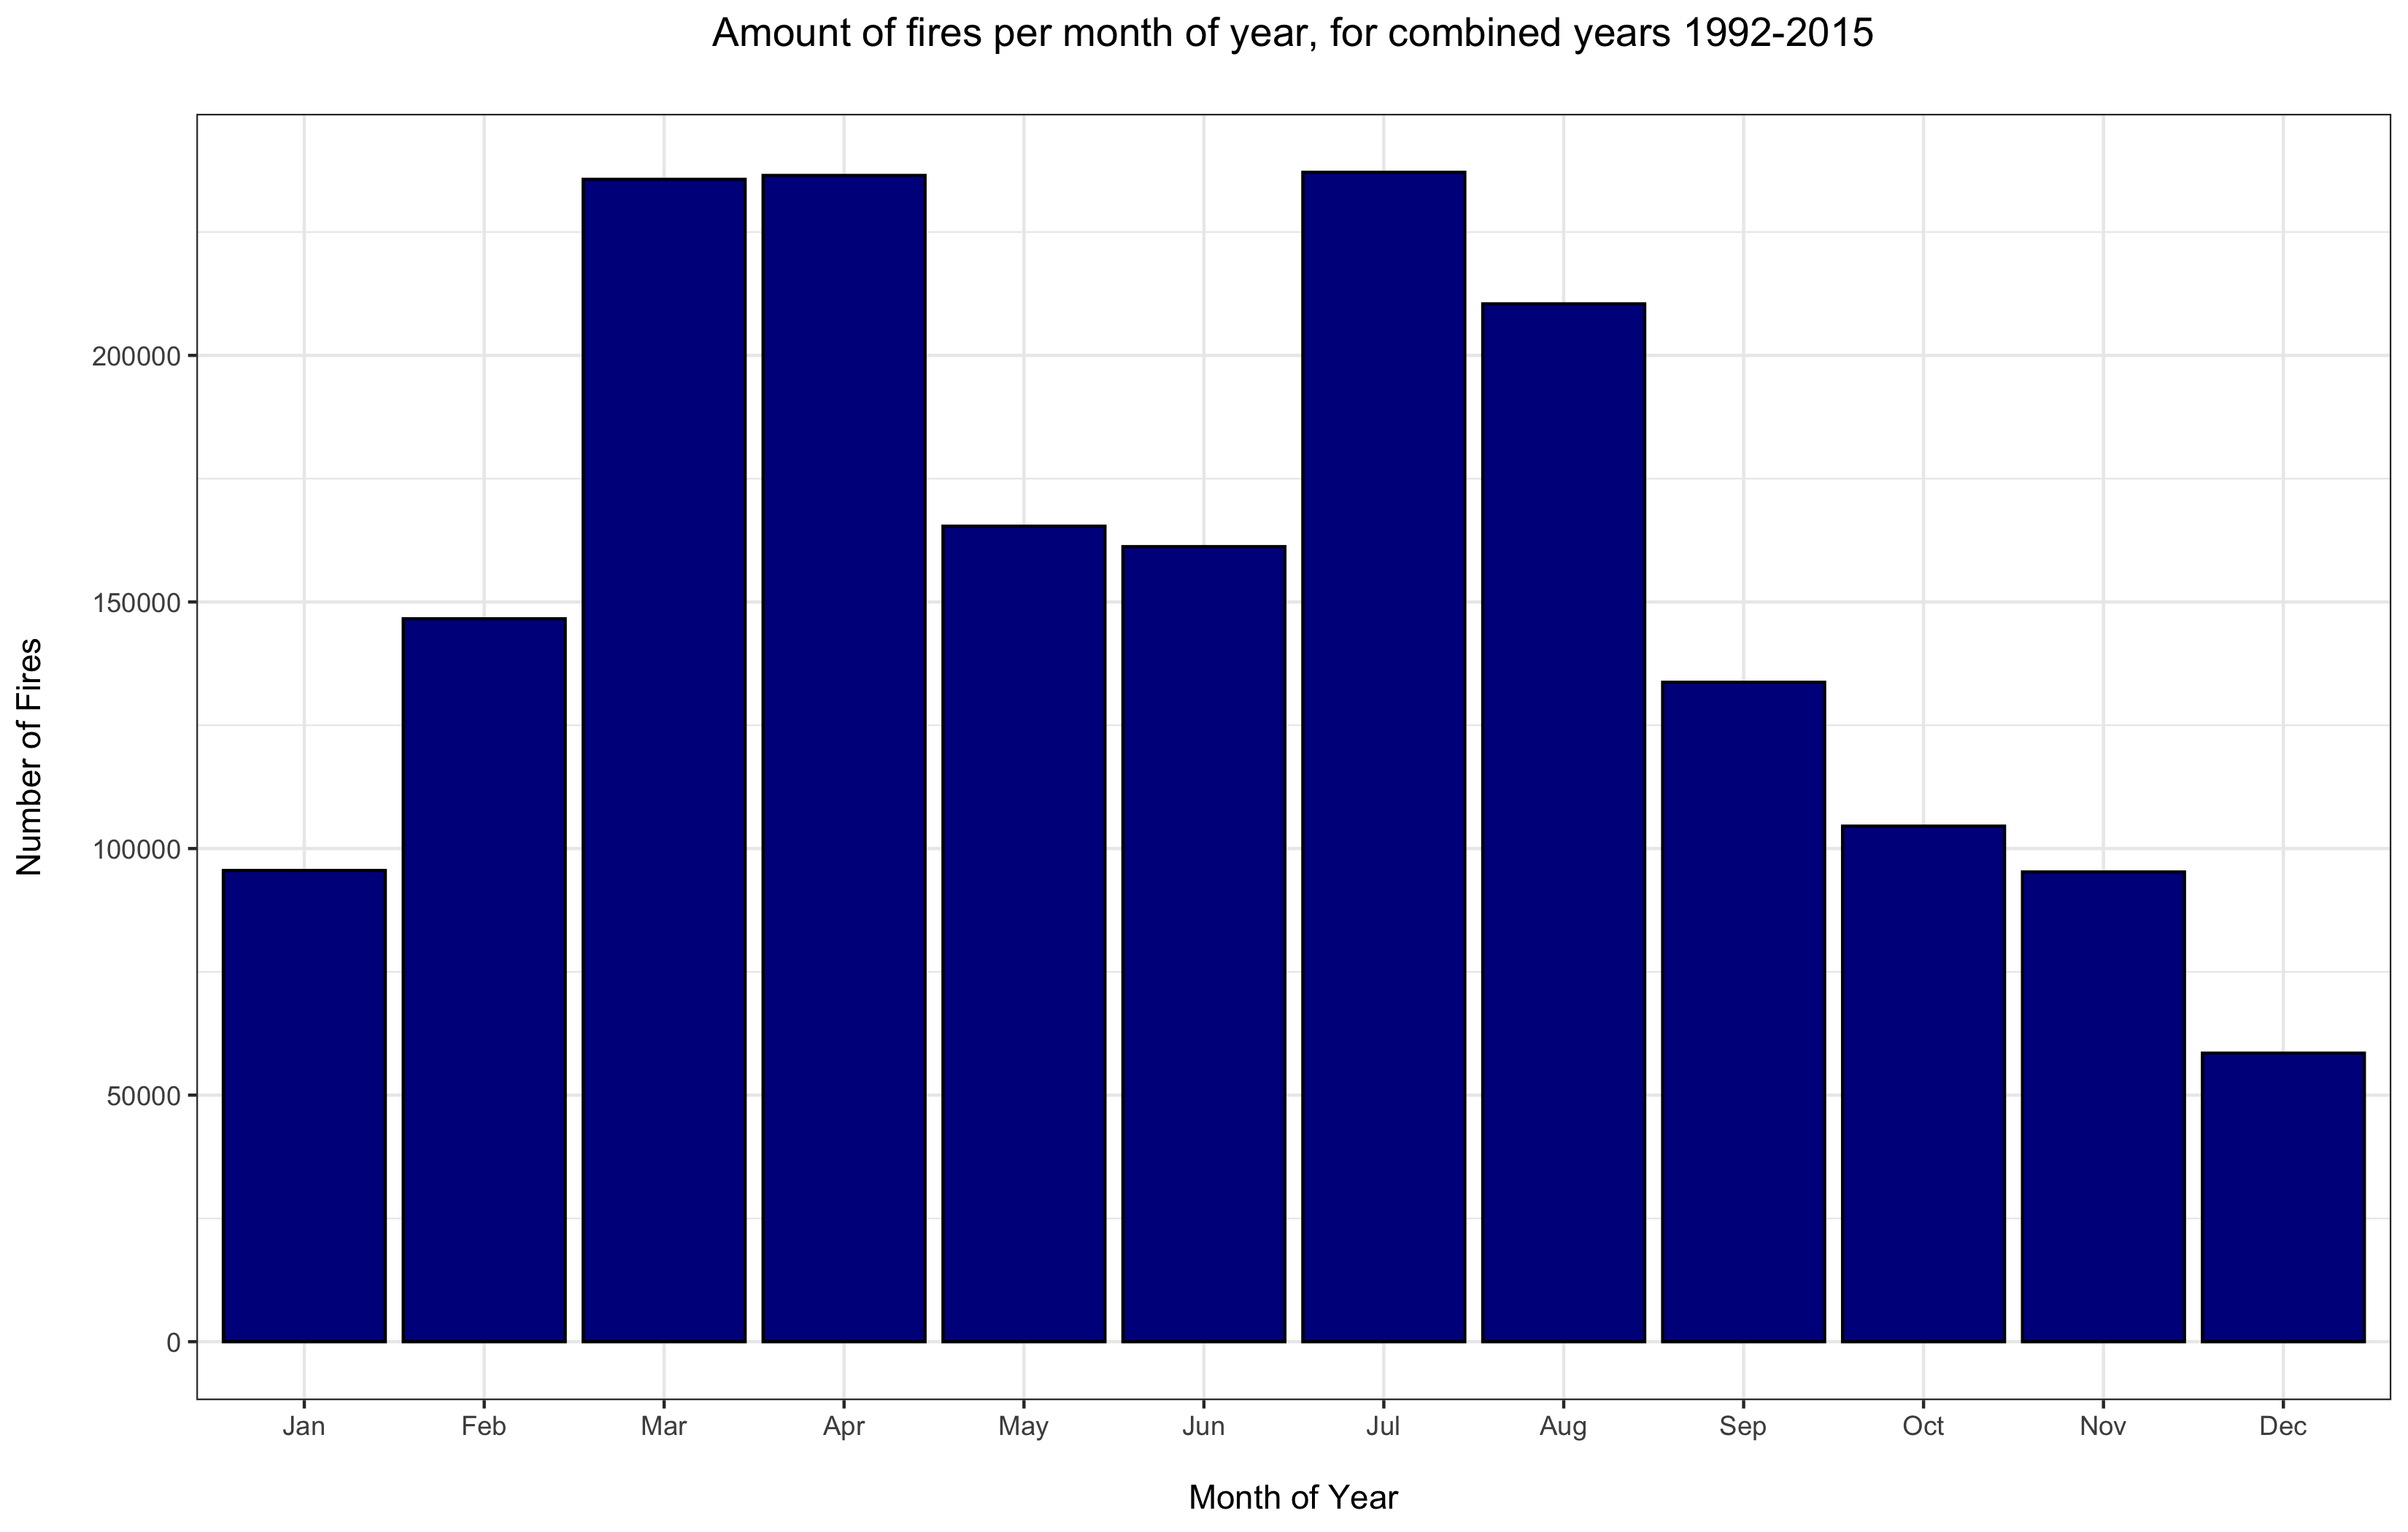 Amount of fires per month of year, for combined years 1992-2015
Number of Fires
200000
150000
100000
50000
0
Jan Feb Mar Apr May Jun Jul Aug Sep Oct Nov Dec
Month of Year